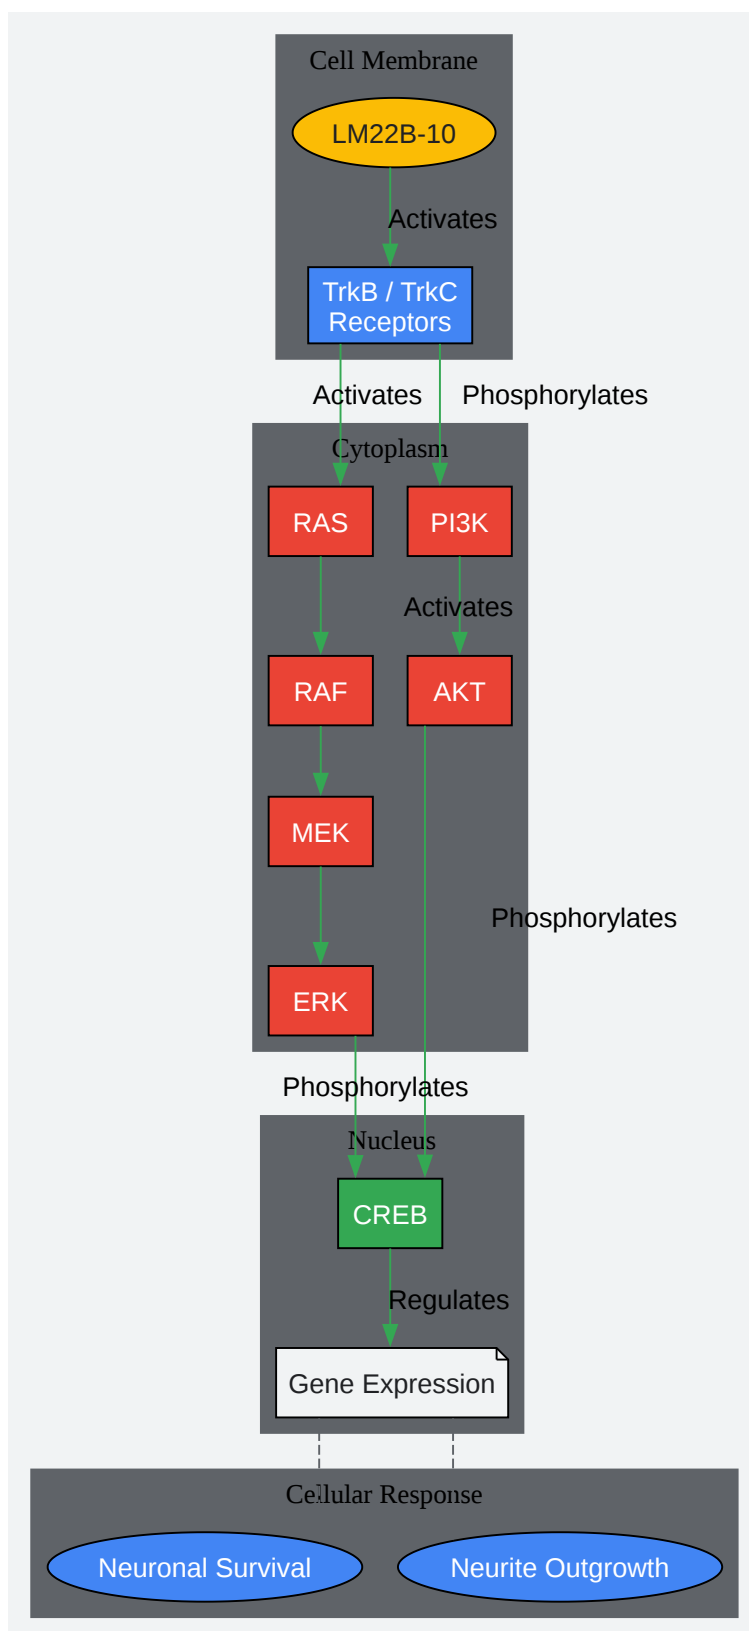 Cell Membrane
LM22B-10
Activates
TrkB / TrkC
Receptors
Activates
Phosphorylates
Cytoplasm
RAS
PI3K
Activates
RAF
AKT
MEK
Phosphorylates
ERK
Phosphorylates
Nucleus
CREB
Regulates
Gene Expression
Cellular Response
Neuronal Survival
Neurite Outgrowth